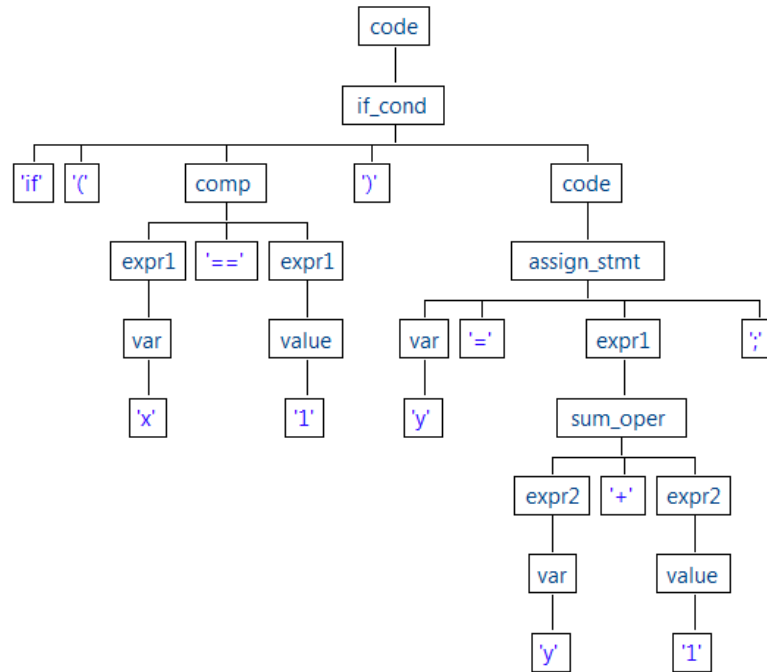 code
if_cond
'if' '(' comp ')' code
expr1 '==' expr1 assign_stmt
var value var '=' expr1 ';'
'x' '1' 'y' sum_oper
expr2 '+' expr2
var value
'y' '1'